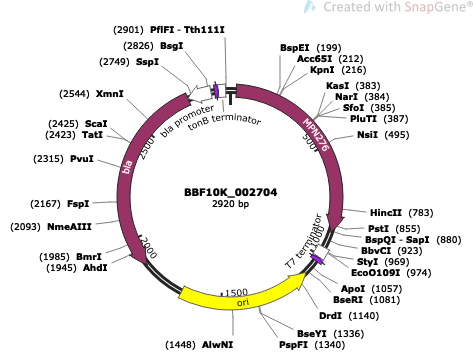 Created with SnapGene®
(2901) PflFI - Tth111I
(2826) BsgI
(2749) SspI
(2544) XmnI
(2425) ScaI
(2423) TatI
(2315) PvuI
(2167) FspI
(2093) NmeAIII
(1985) BmrI
(1945) AhdI
(1448) AlwNI
BspEI (199)
Acc65I (212)
KpnI (216)
KasI (383)
NarI (384)
SfoI (385)
PluTI (387)
NsiI (495)
HincII (783)
PstI (855)
BspQI - SapI (880)
BbvCI (923)
StyI (969)
EcoO109I (974)
ApoI (1057)
BseRI (1081)
DrdI (1140)
BseYI (1336)
PspFI (1340)
bla promoter
tonB terminator
MPN276
bla
T7 terminator
ori
500
1000
1500
2000
2500
BBF10K_002704
2920 bp